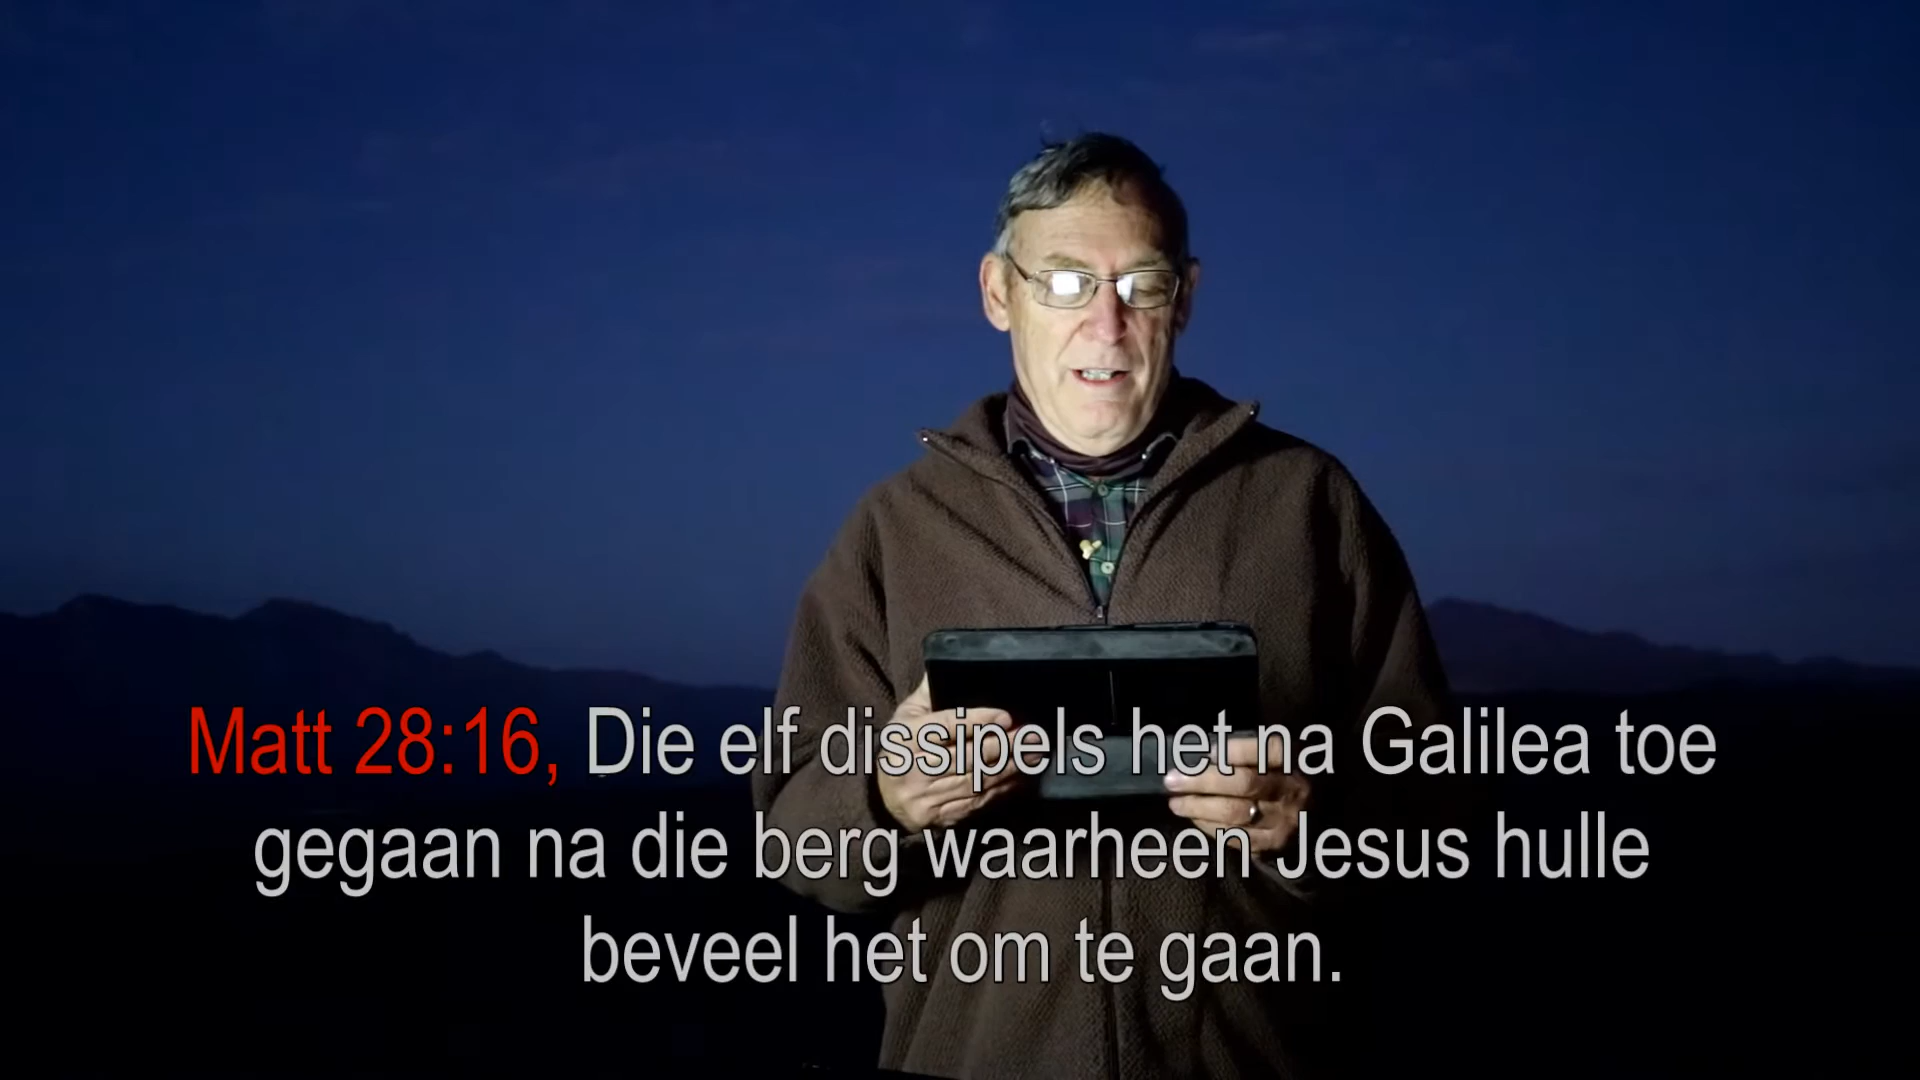 Matt 28:16, Die elf dissipels het na Galilea toe
gegaan na die berg waarheen Jesus hulle
beveel het om te gaan.